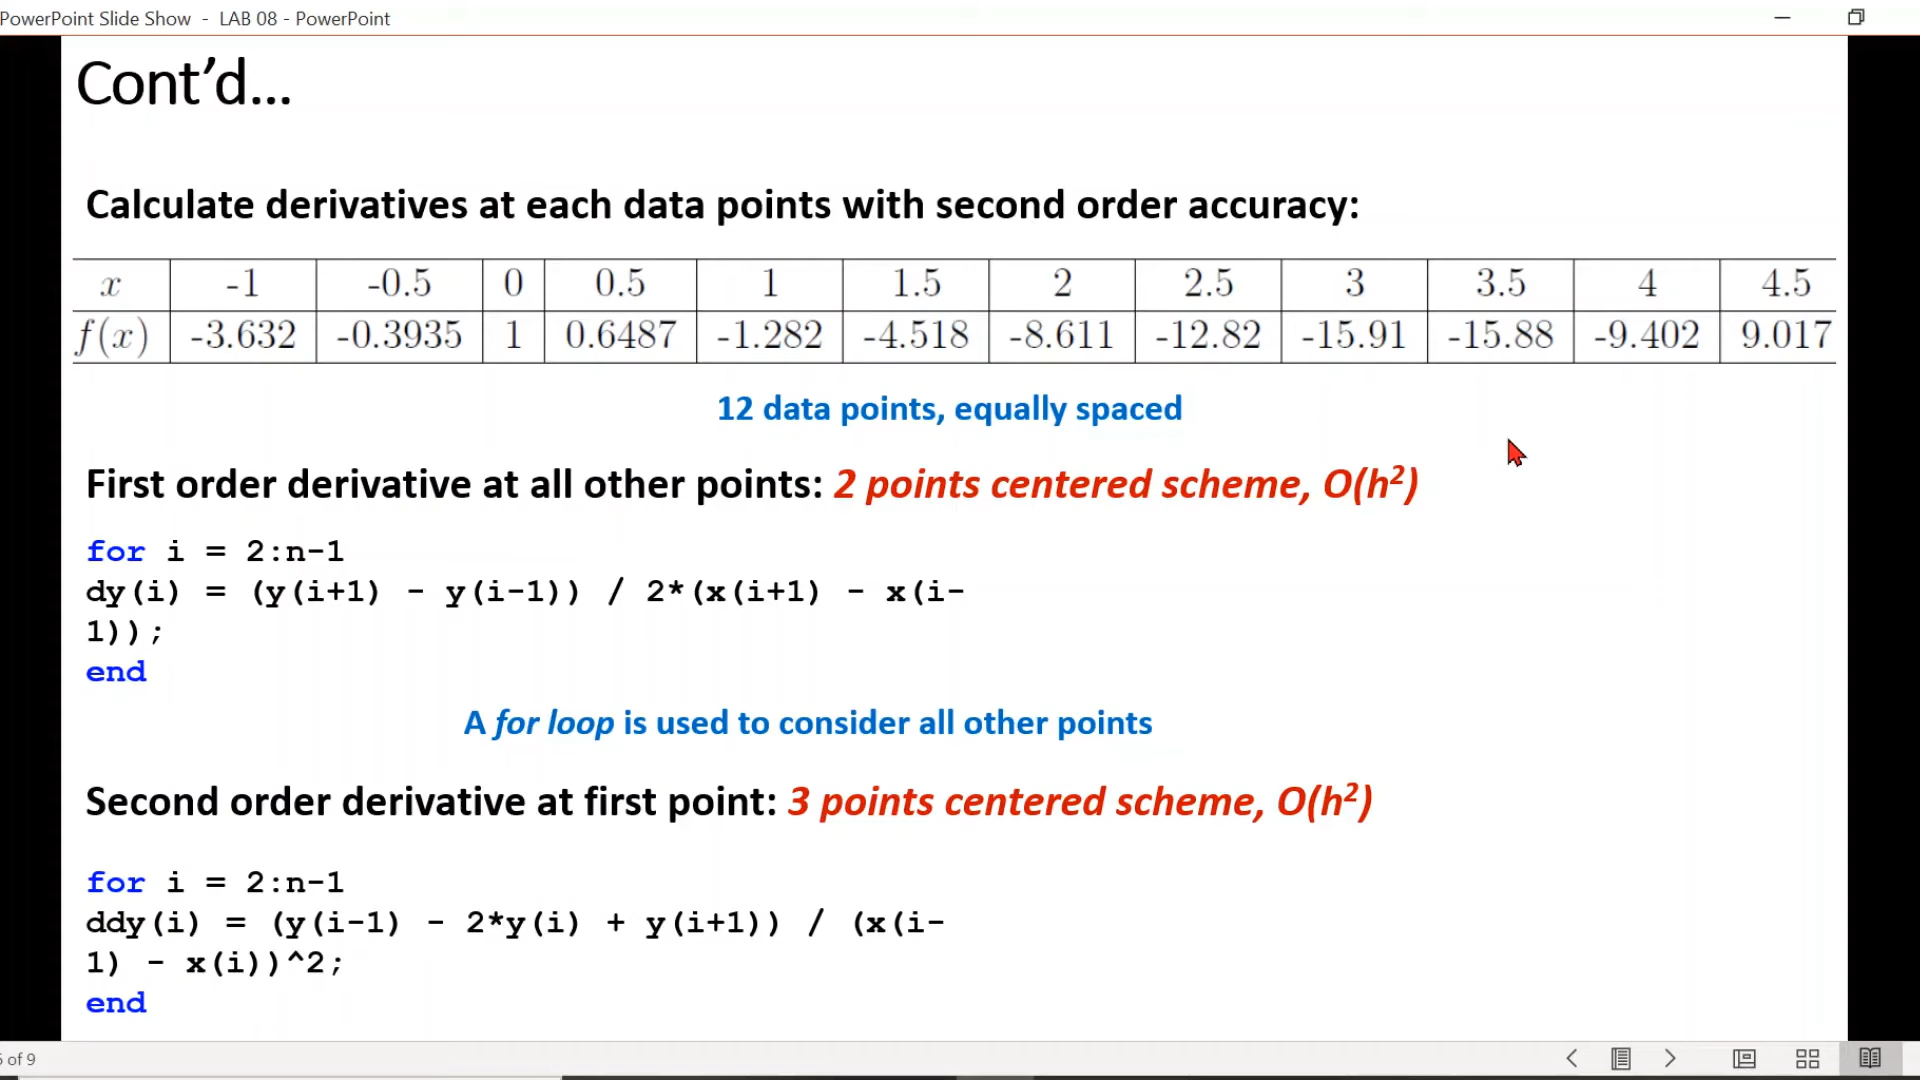 PowerPoint Slide Show - LAB 08 - PowerPoint
Cont’d...
Calculate derivatives at each data points with second order accuracy:
x -1 -0.5 0 0.5 1 1.5 2 2.5 3 3.5 4 4.5
f(x) -3.632 -0.3935 1 0.6487 -1.282 -4.518 -8.611 -12.82 -15.91 -15.88 -9.402 9.017
12 data points, equally spaced
First order derivative at all other points: 2 points centered scheme, O(h²)
for i = 2:n-1
dy(i) = (y(i+1) - y(i-1)) / 2*(x(i+1) - x(i-
1));
end
A for loop is used to consider all other points
Second order derivative at first point: 3 points centered scheme, O(h²)
for i = 2:n-1
ddy(i) = (y(i-1) - 2*y(i) + y(i+1)) / (x(i-
1) - x(i))^2;
end
of 9